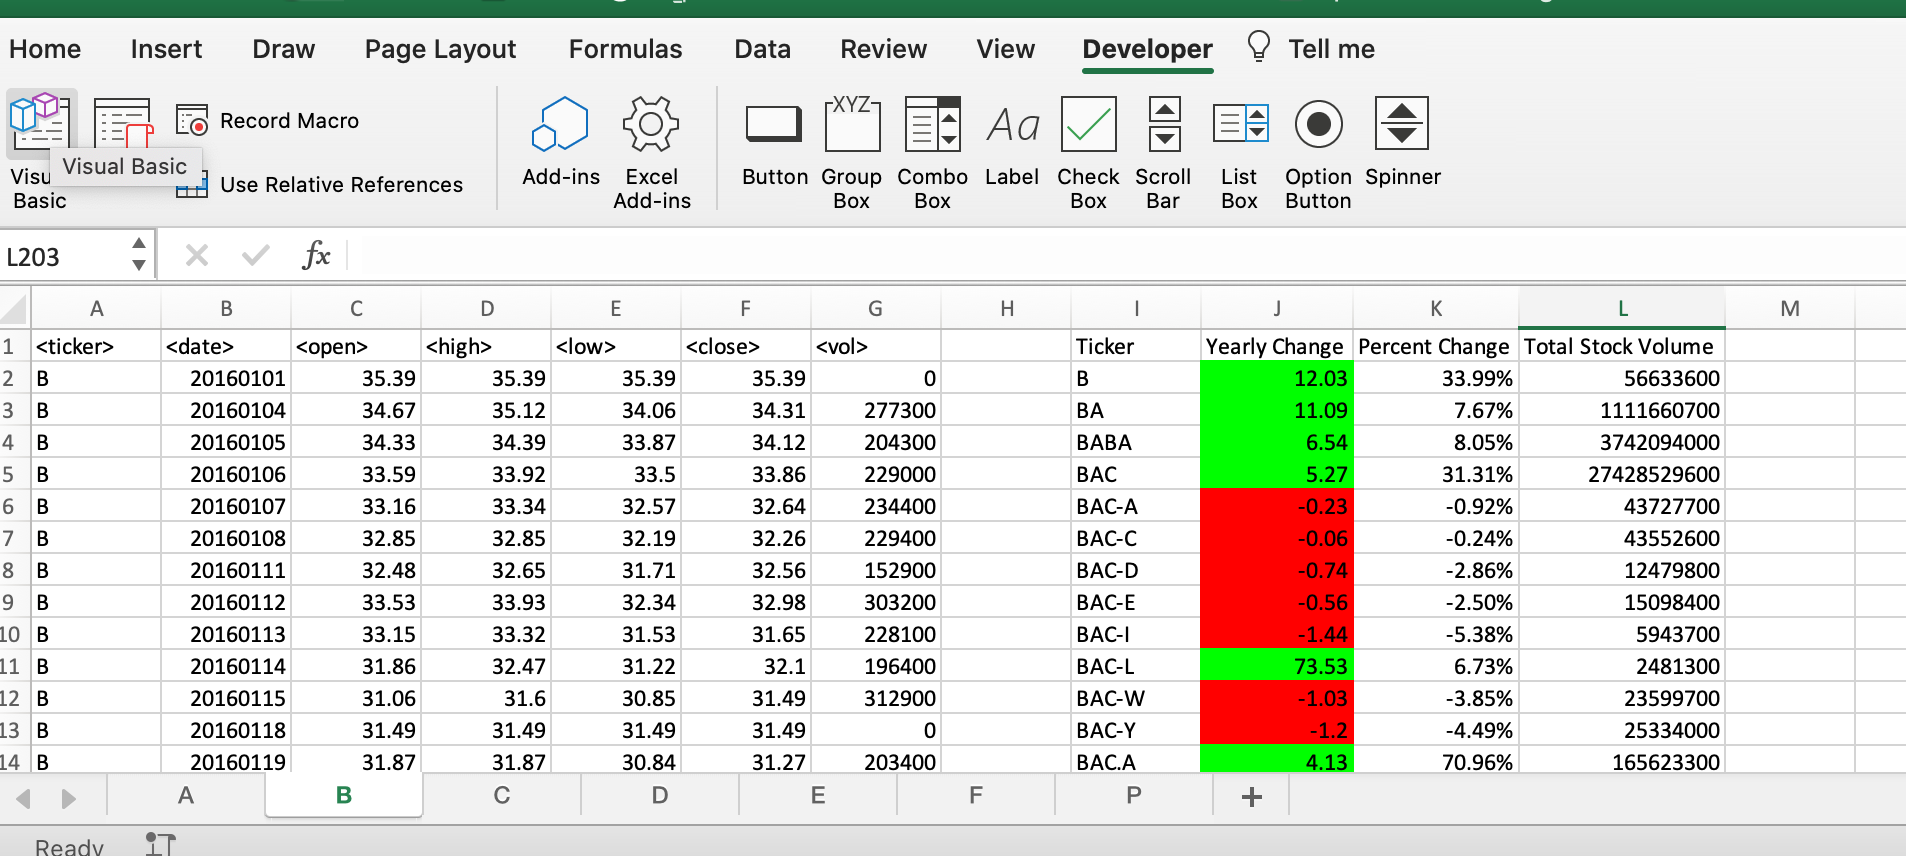 Home Insert Draw Page Layout Formulas Data Review View Developer Tell me
Record Macro
XYZ Aa
Visual Basic
Visu Add-ins Excel Button Group Combo Label Check Scroll List Option Spinner
Use Relative References
Basic Add-ins Box Box Box Bar Box Button
L203 fx
A B C D E F G H I J K L M
1 <ticker> <date> <open> <high> <low> <close> <vol> Ticker Yearly Change Percent Change Total Stock Volume
2 B 20160101 35.39 35.39 35.39 35.39 0 B 12.03 33.99% 56633600
3 B 20160104 34.67 35.12 34.06 34.31 277300 BA 11.09 7.67% 1111660700
4 B 20160105 34.33 34.39 33.87 34.12 204300 BABA 6.54 8.05% 3742094000
5 B 20160106 33.59 33.92 33.5 33.86 229000 BAC 5.27 31.31% 27428529600
6 B 20160107 33.16 33.34 32.57 32.64 234400 BAC-A -0.23 -0.92% 43727700
7 B 20160108 32.85 32.85 32.19 32.26 229400 BAC-C -0.06 -0.24% 43552600
8 B 20160111 32.48 32.65 31.71 32.56 152900 BAC-D -0.74 -2.86% 12479800
9 B 20160112 33.53 33.93 32.34 32.98 303200 BAC-E -0.56 -2.50% 15098400
10 B 20160113 33.15 33.32 31.53 31.65 228100 BAC-I -1.44 -5.38% 5943700
11 B 20160114 31.86 32.47 31.22 32.1 196400 BAC-L 73.53 6.73% 2481300
12 B 20160115 31.06 31.6 30.85 31.49 312900 BAC-W -1.03 -3.85% 23599700
13 B 20160118 31.49 31.49 31.49 31.49 0 BAC-Y -1.2 -4.49% 25334000
14 B 20160119 31.87 31.87 30.84 31.27 203400 BAC.A 4.13 70.96% 165623300
A B C D E F P +
Ready